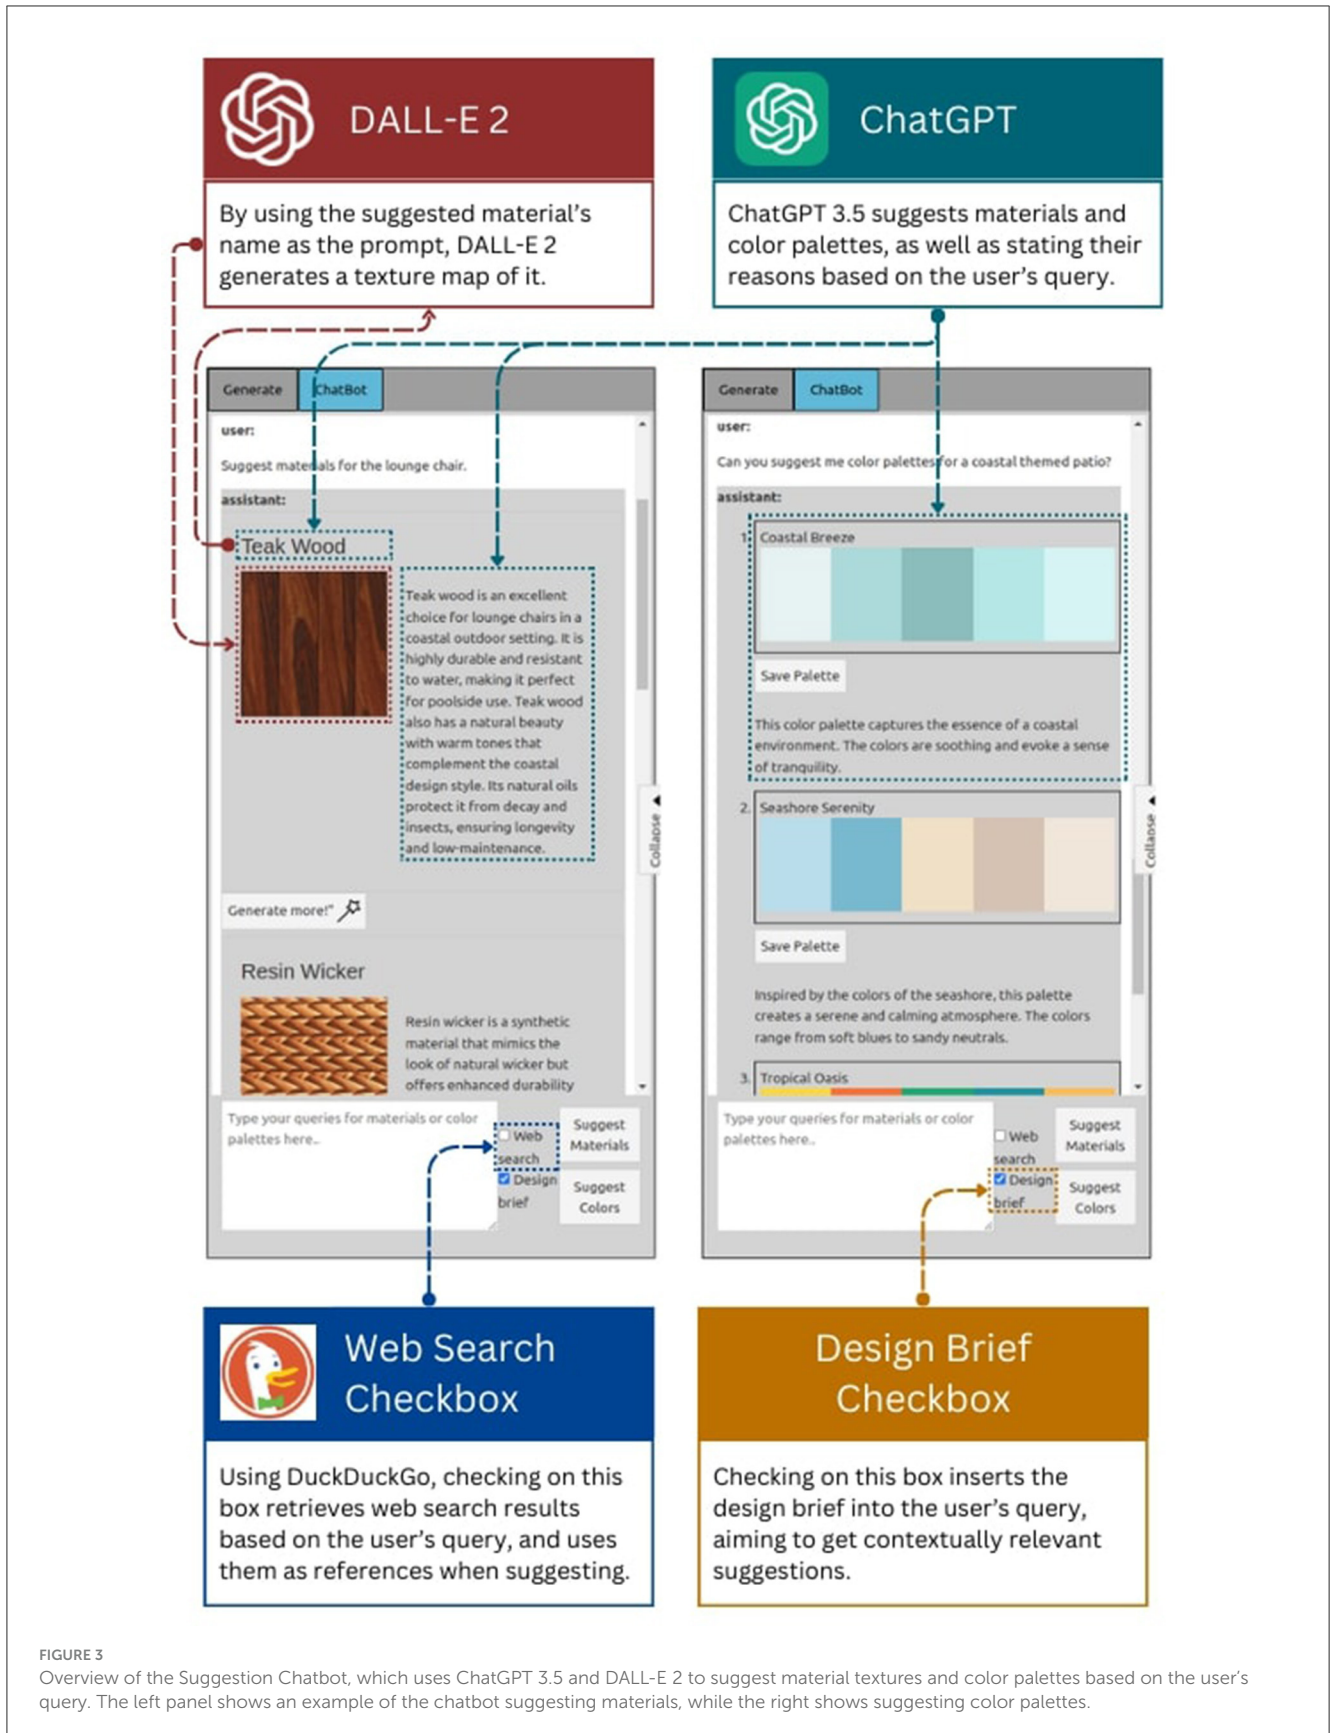 DALL-E 2
By using the suggested material's
name as the prompt, DALL-E 2
generates a texture map of it.
ChatGPT
ChatGPT 3.5 suggests materials and
color palettes, as well as stating their
reasons based on the user's query.
Generate
ChatBot
user:
Suggest materials for the lounge chair.
assistant:
Teak Wood
Teak wood is an excellent
choice for lounge chairs in a
coastal outdoor setting. It is
highly durable and resistant
to water, making it perfect
for poolside use. Teak wood
also has a natural beauty
with warm tones that
complement the coastal
design style. Its natural oils
protect it from decay and
insects, ensuring longevity
and low-maintenance.
Collapse
Generate more!"
Resin Wicker
Resin wicker is a synthetic
material that mimics the
look of natural wicker but
offers enhanced durability
Type your queries for materials or color
palettes here..
Web
search
Design
brief
Suggest
Materials
Suggest
Colors
Generate
ChatBot
user:
Can you suggest me color palettes for a coastal themed patio?
assistant:
1. Coastal Breeze
Save Palette
This color palette captures the essence of a coastal
environment. The colors are soothing and evoke a sense
of tranquility.
2. Seashore Serenity
Collapse
Save Palette
Inspired by the colors of the seashore, this palette
creates a serene and calming atmosphere. The colors
range from soft blues to sandy neutrals.
3. Tropical Oasis
Type your queries for materials or color
palettes here..
Web
search
Design
brief
Suggest
Materials
Suggest
Colors
Web Search
Checkbox
Using DuckDuckGo, checking on this
box retrieves web search results
based on the user's query, and uses
them as references when suggesting.
Design Brief
Checkbox
Checking on this box inserts the
design brief into the user's query,
aiming to get contextually relevant
suggestions.
FIGURE 3
Overview of the Suggestion Chatbot, which uses ChatGPT 3.5 and DALL-E 2 to suggest material textures and color palettes based on the user's
query. The left panel shows an example of the chatbot suggesting materials, while the right shows suggesting color palettes.